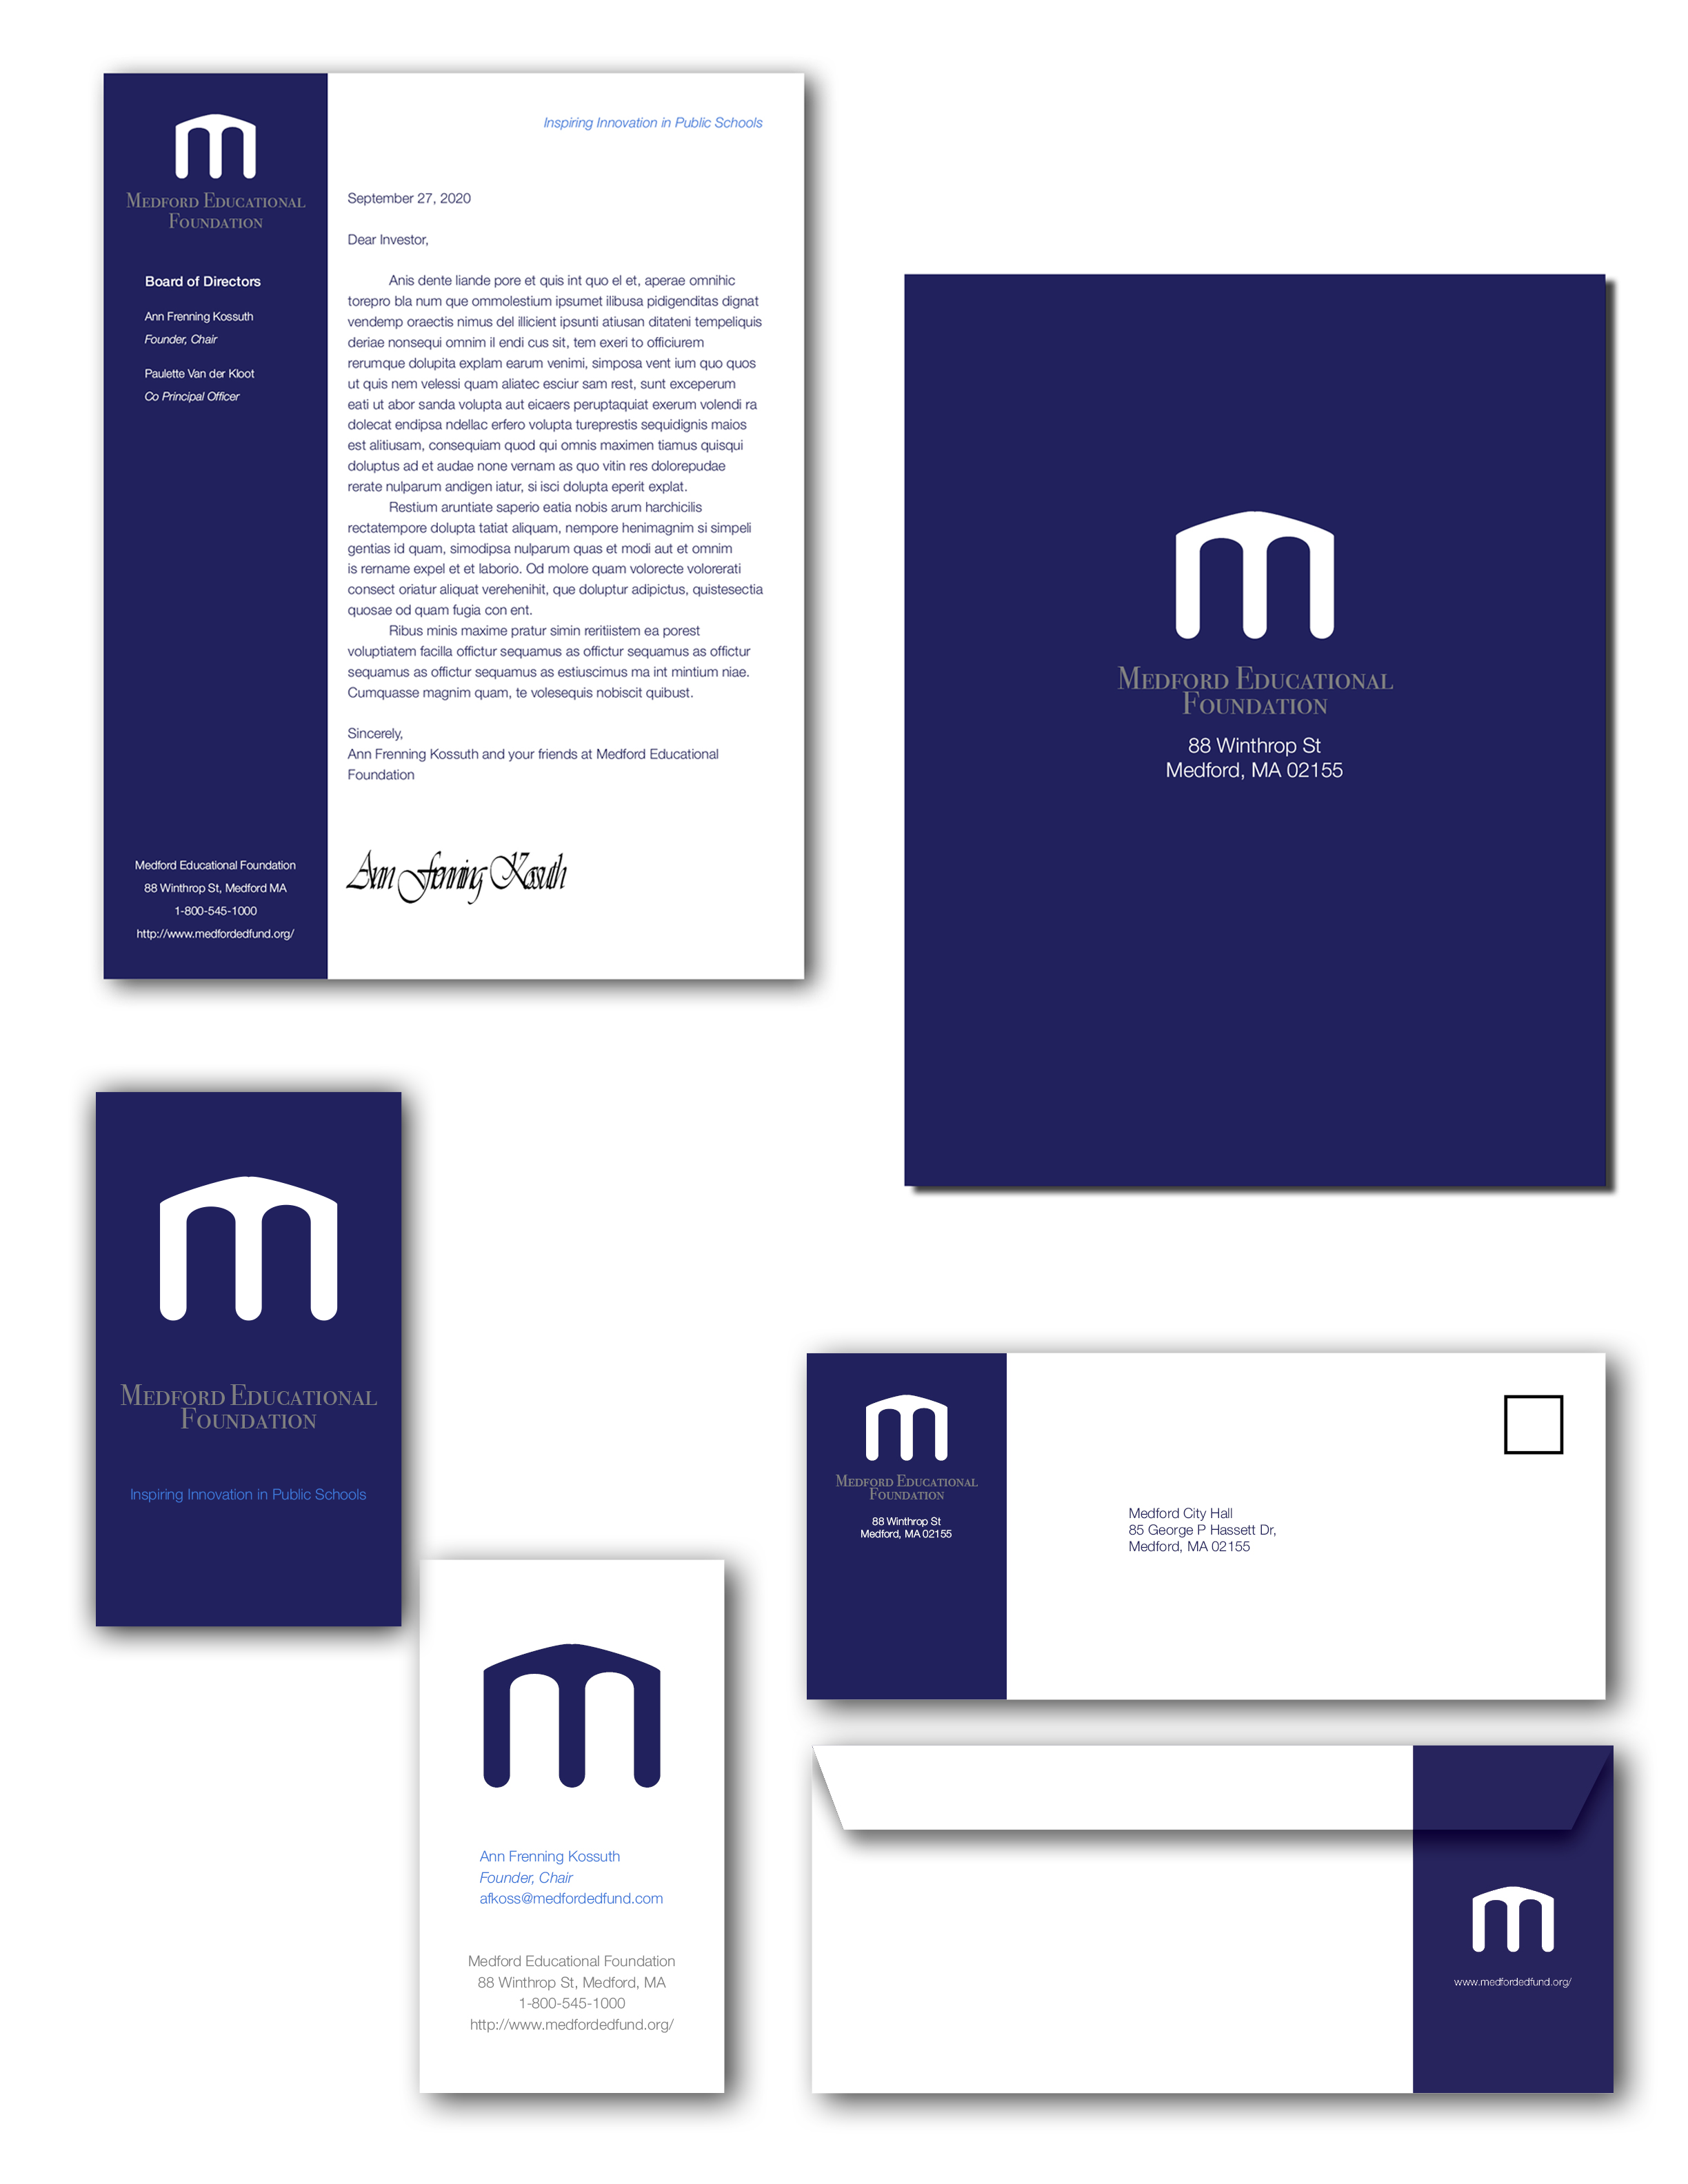 Medford Educational
Foundation
Board of Directors
Ann Frenning Kossuth
Founder, Chair
Paulette Van der Kloot
Co Principal Officer
Medford Educational Foundation
88 Winthrop St, Medford MA
1-800-545-1000
http://www.medfordedfund.org/
Inspiring Innovation in Public Schools
September 27, 2020
Dear Investor,
Anis dente liande pore et quis int quo el et, aperae omnihic
torepro bla num que ommolestium ipsumet ilibusa pidigenditas dignat
vendemp oraectis nimus del illicient ipsunti atiusan ditateni tempeliquis
deriae nonsequi omnim il endi cus sit, tem exeri to officiurem
rerumque dolupita explam earum venimi, simposa vent ium quo quos
ut quis nem velessi quam aliatec esciur sam rest, sunt exceperum
eati ut abor sanda volupta aut eicaers peruptaquiat exerum volendi ra
dolecat endipsa ndellac erfero volupta tureprestis sequidignis maios
est alitiusam, consequiam quod qui omnis maximen tiamus quisqui
doluptus ad et audae none vernam as quo vitin res dolorepudae
rerate nulparum andigen iatur, si isci dolupta eperit explat.
Restium aruntiate saperio eatia nobis arum harchicilis
rectatempore dolupta tatiat aliquam, nempore henimagnim si simpeli
gentias id quam, simodipsa nulparum quas et modi aut et omnim
is rername expel et et laborio. Od molore quam volorecte volorerati
consect oriatur aliquat verehenihit, que doluptur adipictus, quistesectia
quosae od quam fugia con ent.
Ribus minis maxime pratur simin reritiistem ea porest
voluptiatem facilla offictur sequamus as offictur sequamus as offictur
sequamus as offictur sequamus as estiuscimus ma int mintium niae.
Cumquasse magnim quam, te volesequis nobiscit quibust.
Sincerely,
Ann Frenning Kossuth and your friends at Medford Educational
Foundation
Ann Frenning Kossuth
Medford Educational
Foundation
88 Winthrop St
Medford, MA 02155
Medford Educational
Foundation
Inspiring Innovation in Public Schools
Ann Frenning Kossuth
Founder, Chair
afkoss@medfordedfund.com
Medford Educational Foundation
88 Winthrop St, Medford, MA
1-800-545-1000
http://www.medfordedfund.org/
Medford Educational
Foundation
88 Winthrop St
Medford, MA 02155
Medford City Hall
85 George P Hassett Dr,
Medford, MA 02155
www.medfordedfund.org/